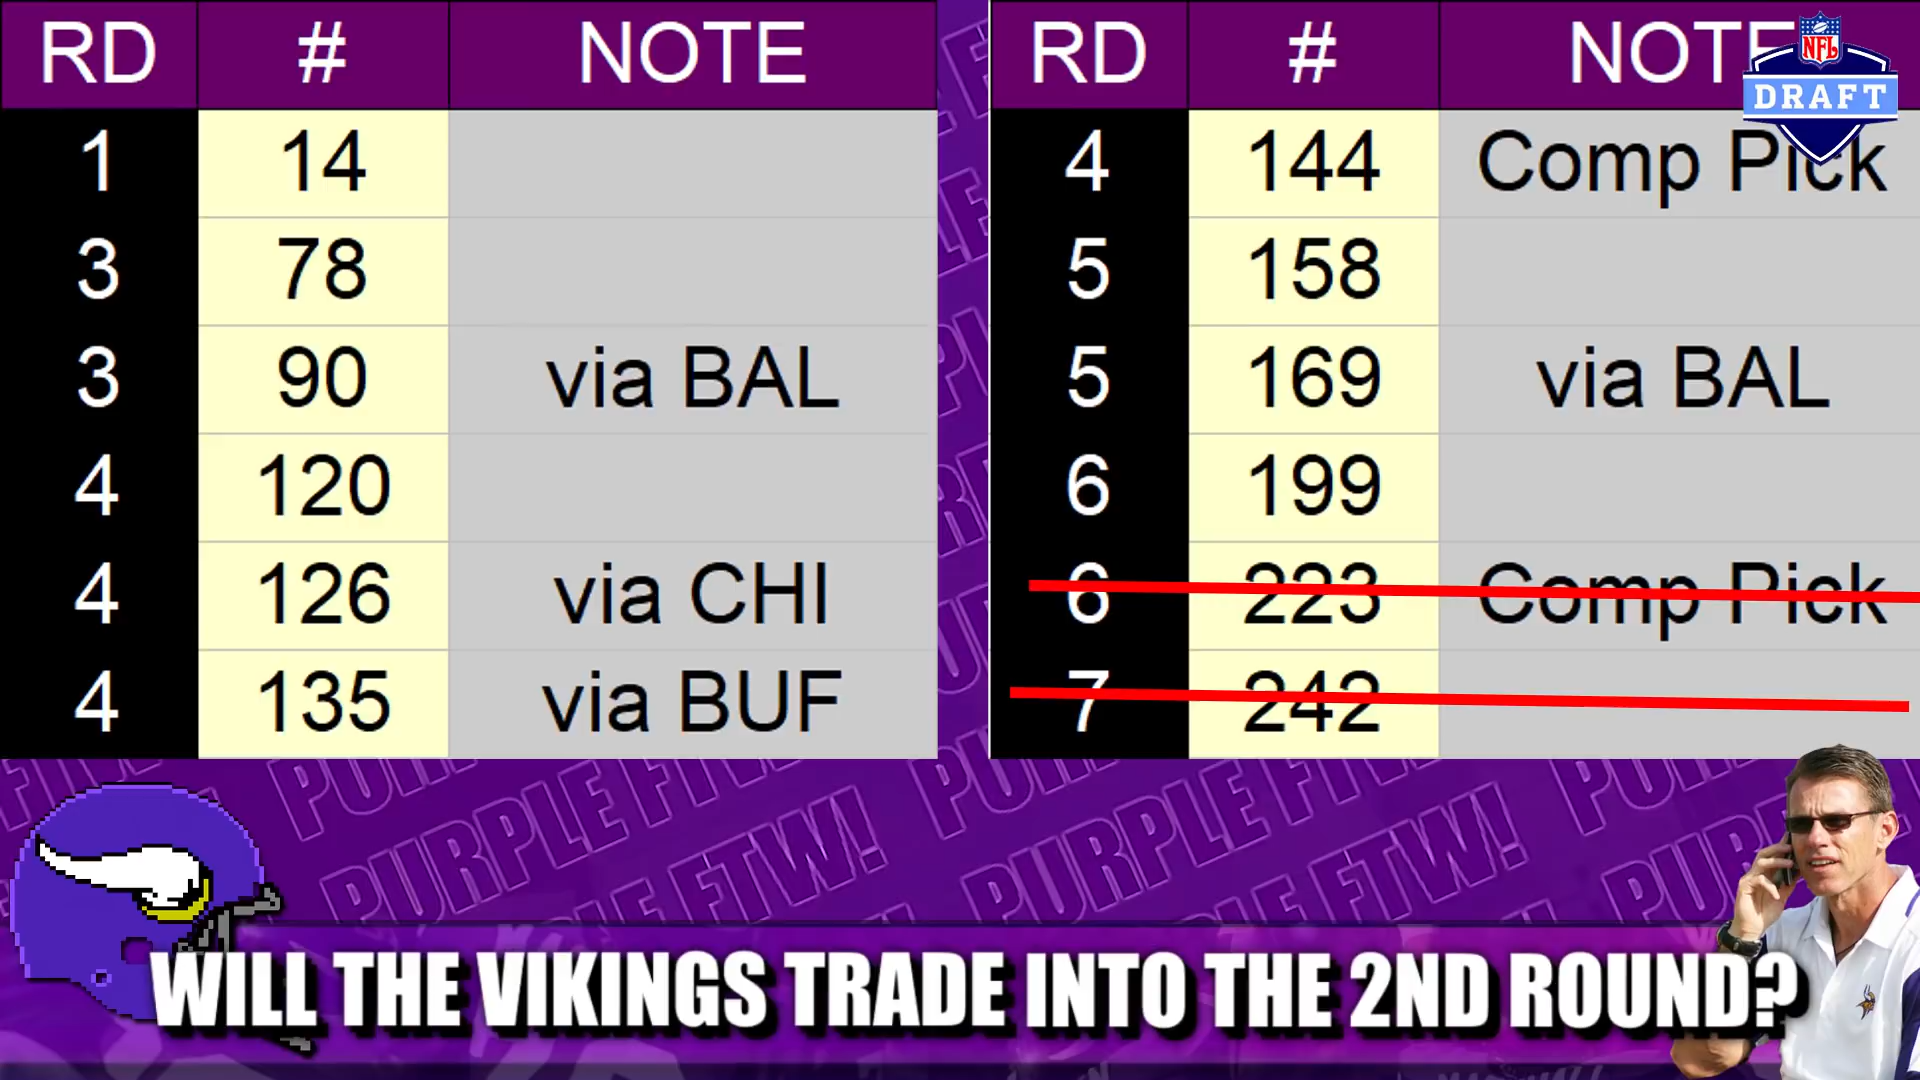 RD # NOTE
1 14
3 78
3 90 via BAL
4 120
4 126 via CHI
4 135 via BUF
RD # NOTE
4 144 Comp Pick
5 158
5 169 via BAL
6 199
6 223 Comp Pick
7 242
NFL
DRAFT
PURPLE FTW!
WILL THE VIKINGS TRADE INTO THE 2ND ROUND?